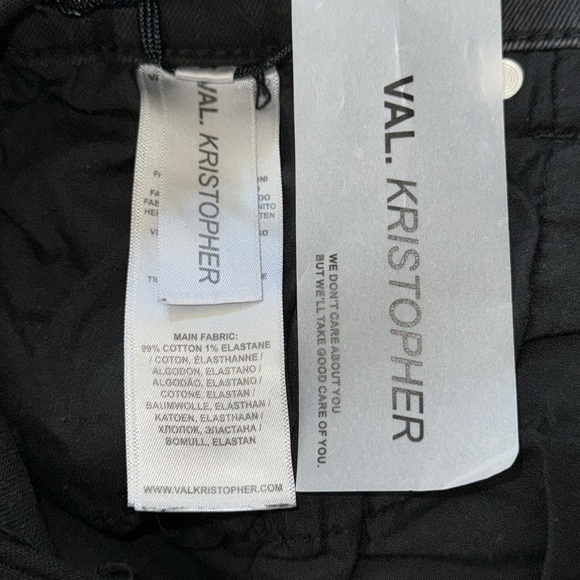 VAL. KRISTOPHER
MAIN FABRIC:
99% COTTON 1% ELASTANE
/ COTON, ÉLASTHANNE /
ALGODON, ELASTANO /
ALGODÃO, ELASTANO /
COTONE, ELASTAN /
BAUMWOLLE, ELASTHAN /
KATOEN, ELASTHAAN /
ХЛОПОК, ЭЛАСТАНА /
BOMULL, ELASTAN
WWW.VALKRISTOPHER.COM
VAL. KRISTOPHER
WE DON'T CARE ABOUT YOU
BUT WE'LL TAKE GOOD CARE OF YOU.